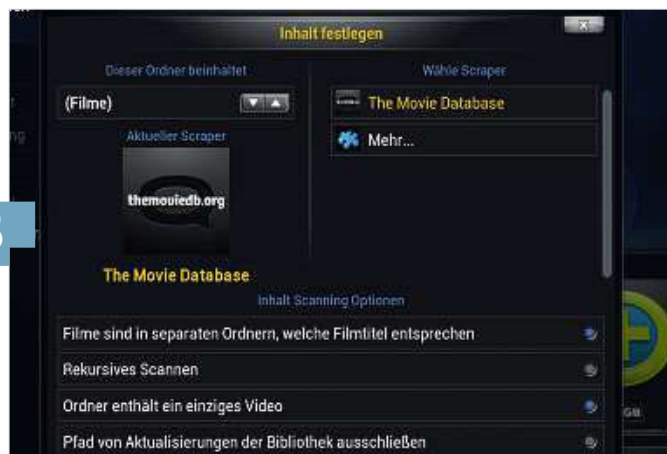 Inhalt festlegen
Dieser Ordner beinhaltet
(Filme)
Aktueller Scraper
themoviedb.org
The Movie Database
Wähle Scraper
The Movie Database
Mehr...
Inhalt Scanning Optionen
Filme sind in separaten Ordnern, welche Filmtitel entsprechen
Rekursives Scannen
Ordner enthält ein einziges Video
Pfad von Aktualisierungen der Bibliothek ausschließen
GB